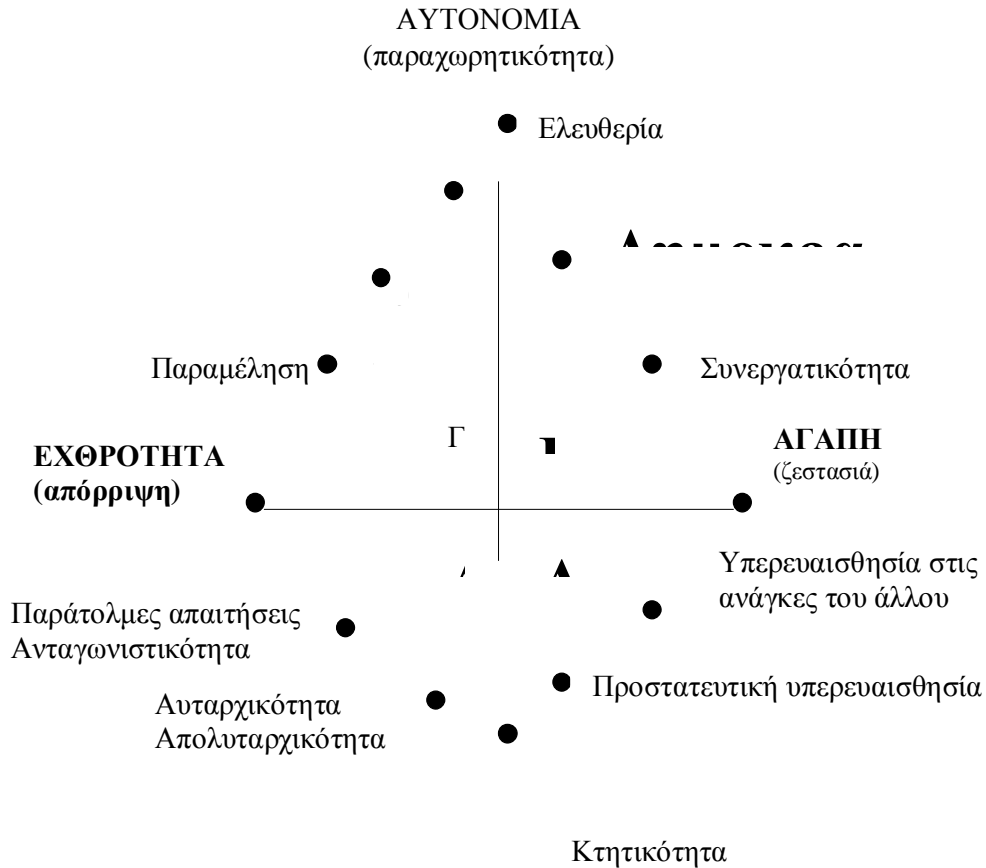 ΑΥΤΟΝΟΜΙΑ
(παραχωρητικότητα)
Ελευθερία
Παραμέληση
Συνεργατικότητα
Γ
ΕΧΘΡΟΤΗΤΑ
(απόρριψη)
ΑΓΑΠΗ
(ζεστασιά)
Υπερευαισθησία στις
ανάγκες του άλλου
Παράτολμες απαιτήσεις
Ανταγωνιστικότητα
Προστατευτική υπερευαισθησία
Αυταρχικότητα
Απολυταρχικότητα
Κτητικότητα